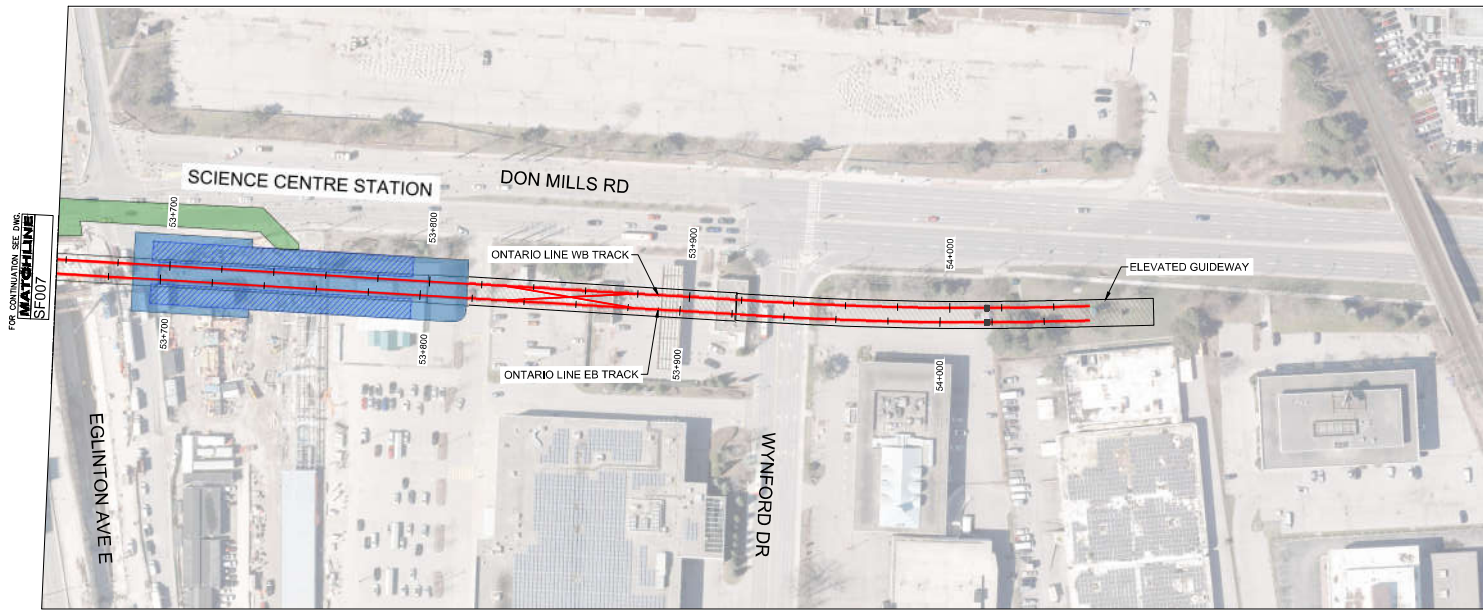 FOR CONTINUATION SEE DWG.
MATCHLINE
SF007
SCIENCE CENTRE STATION
DON MILLS RD
53+700
53+800
53+900
54+000
ONTARIO LINE WB TRACK
ELEVATED GUIDEWAY
53+700
53+800
53+900
54+000
ONTARIO LINE EB TRACK
EGLINTON AVE E
WYNFORD DR